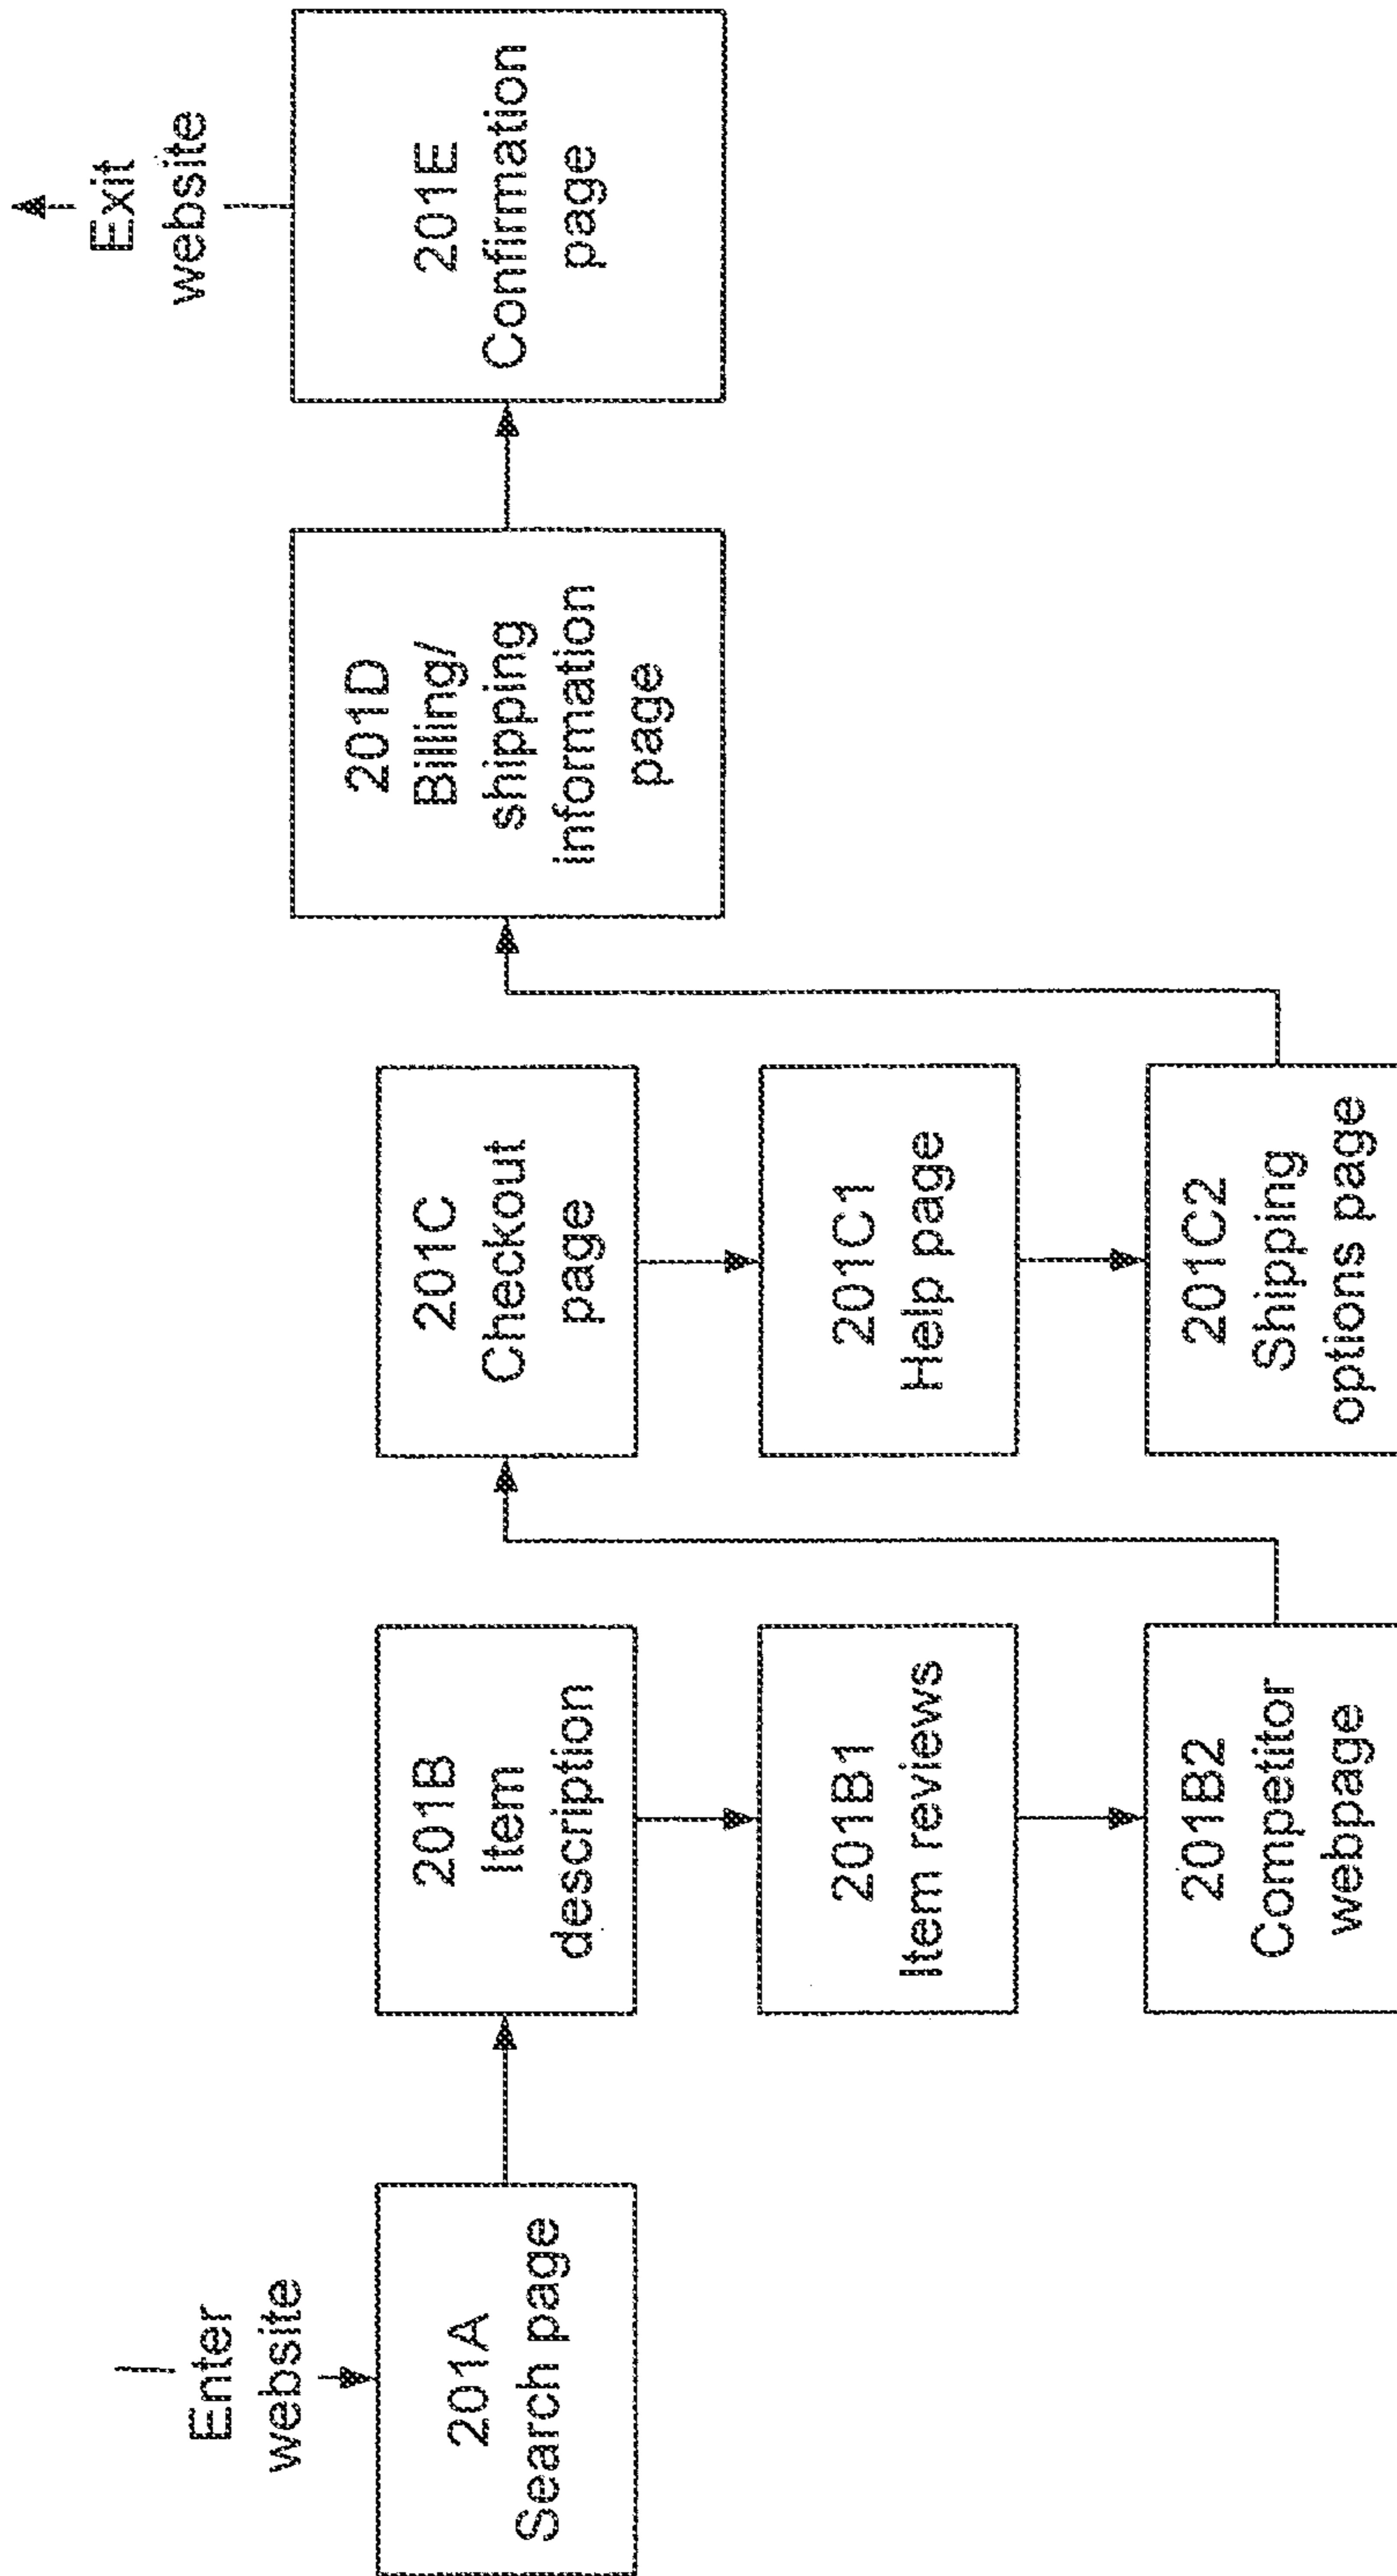 Enter
website
201A
Search page
201B
Item
description
201B1
Item reviews
201B2
Competitor
webpage
201C
Checkout
page
201C1
Help page
201C2
Shipping
options page
201D
Billing/
shipping
information
page
201E
Confirmation
page
Exit
website